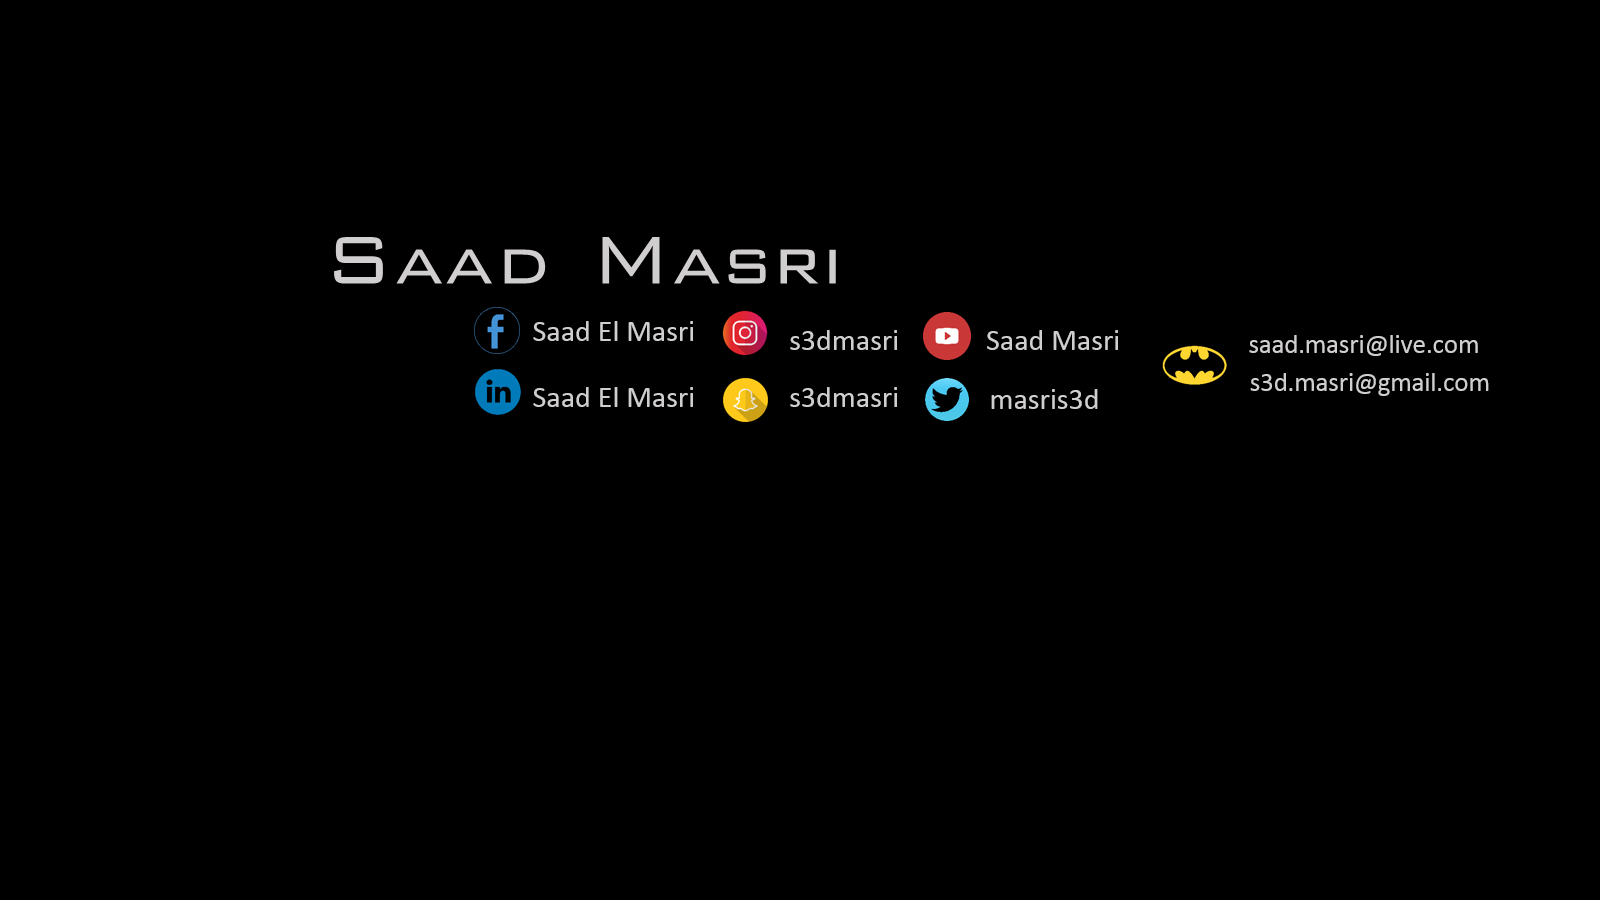 Saad Masri
Saad El Masri
s3dmasri
Saad Masri
Saad El Masri
s3dmasri
masris3d
saad.masri@live.com
s3d.masri@gmail.com